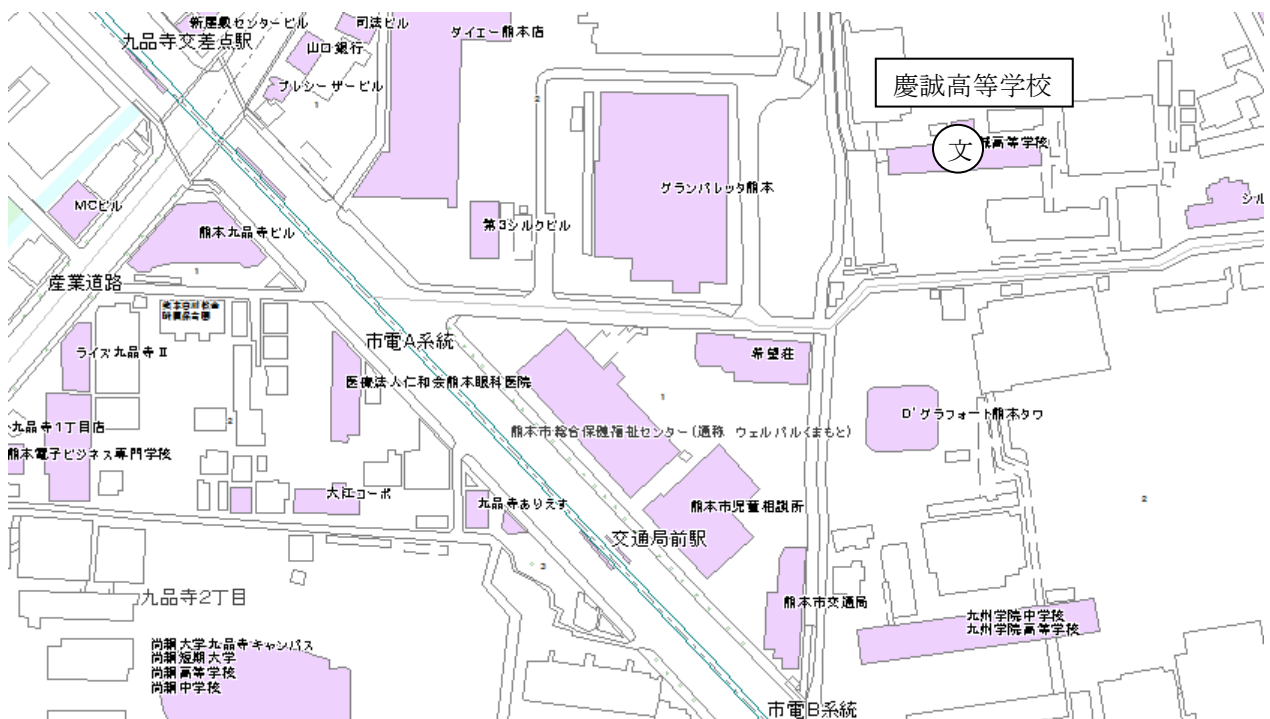 新屋敷センタービル
司法ビル
ダイエー熊本店
九品寺交差点駅
山口銀行
プレシーザービル
1
2
慶誠高等学校
文
誠高等学校
グランパレッタ熊本
MCビル
第3シルクビル
シル
熊本九品寺ビル
1
産業道路
市電A系統
ライズ九品寺Ⅱ
希望荘
医療法人仁和会熊本眼科医院
1
D'グラフォート熊本タワ
九品寺1丁目店
2
熊本市総合保健福祉センター(通称 ウェルパルくまもと)
熊本電子ビジネス専門学校
大江コーポ
九品寺ありえす
熊本市児童相談所
2
交通局前駅
3
九品寺2丁目
熊本市交通局
九州学院中学校
九州学院高等学校
尚絅大学九品寺キャンパス
尚絅短期大学
尚絅高等学校
尚絅中学校
市電B系統